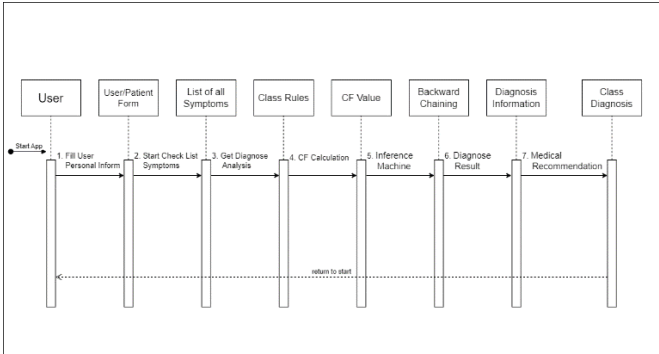 User
User/Patient
Form
List of all
Symptoms
Class Rules
CF Value
Backward
Chaining
Diagnosis
Information
Class
Diagnosis
Start App
1. Fill User
Personal Inform
2. Start Check List
Symptoms
3. Get Diagnose
Analysis
4. CF Calculation
5. Inference
Machine
6. Diagnose
Result
7. Medical
Recommendation
return to start